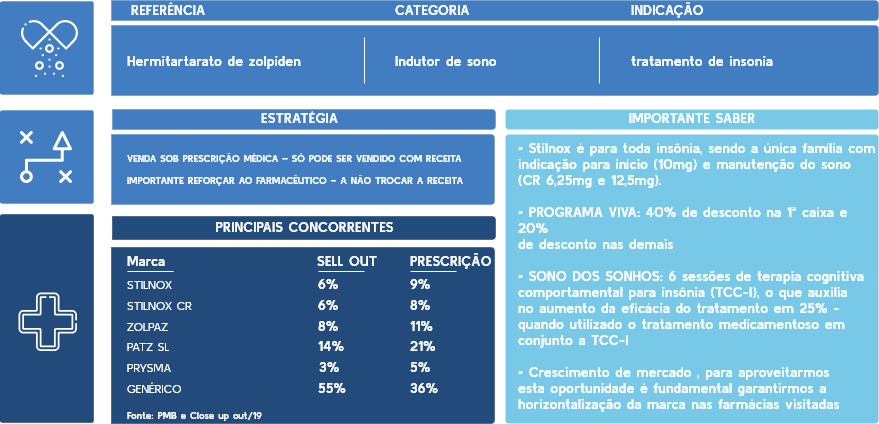 REFERÊNCIA CATEGORIA INDICAÇÃO
Hermitartarato de zolpiden Indutor de sono tratamento de insonia
ESTRATÉGIA
VENDA SOB PRESCRIÇÃO MÉDICA – SÓ PODE SER VENDIDO COM RECEITA
IMPORTANTE REFORÇAR AO FARMACÊUTICO – A NÃO TROCAR A RECEITA
PRINCIPAIS CONCORRENTES
Marca SELL OUT PRESCRIÇÃO
STILNOX 6% 9%
STILNOX CR 6% 8%
ZOLPAZ 8% 11%
PATZ SL 14% 21%
PRYSMA 3% 5%
GENÉRICO 55% 36%
Fonte: PMB e Close up out/19
IMPORTANTE SABER
- Stilnox é para toda insônia, sendo a única família com
indicação para início (10mg) e manutenção do sono
(CR 6,25mg e 12,5mg).
- PROGRAMA VIVA: 40% de desconto na 1ª caixa e
20%
de desconto nas demais
- SONO DOS SONHOS: 6 sessões de terapia cognitiva
comportamental para insônia (TCC-I), o que auxilia
no aumento da eficácia do tratamento em 25% -
quando utilizado o tratamento medicamentoso em
conjunto a TCC-I
- Crescimento de mercado , para aproveitarmos
esta oportunidade é fundamental garantirmos a
horizontalização da marca nas farmácias visitadas